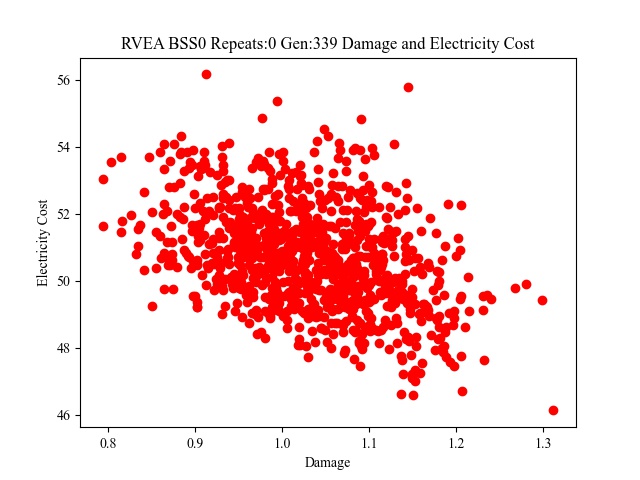 RVEA BSS0 Repeats:0 Gen:339 Damage and Electricity Cost
56
54
52
50
48
46
Electricity Cost
0.8 0.9 1.0 1.1 1.2 1.3
Damage